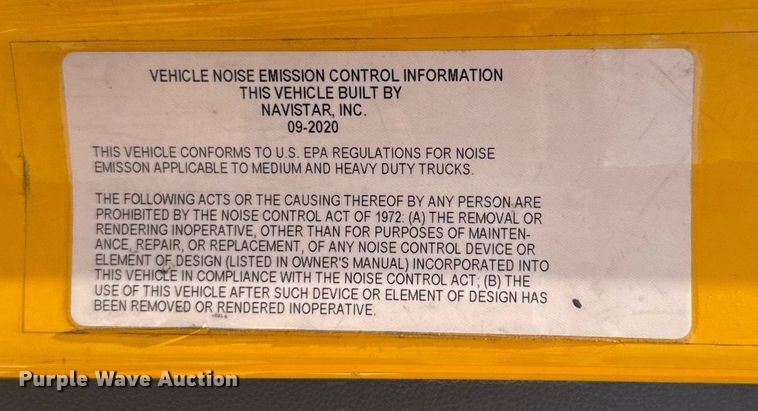 VEHICLE NOISE EMISSION CONTROL INFORMATION
THIS VEHICLE BUILT BY
NAVISTAR, INC.
09-2020
THIS VEHICLE CONFORMS TO U.S. EPA REGULATIONS FOR NOISE
EMISSON APPLICABLE TO MEDIUM AND HEAVY DUTY TRUCKS.
THE FOLLOWING ACTS OR THE CAUSING THEREOF BY ANY PERSON ARE
PROHIBITED BY THE NOISE CONTROL ACT OF 1972: (A) THE REMOVAL OR
RENDERING INOPERATIVE, OTHER THAN FOR PURPOSES OF MAINTEN-
ANCE, REPAIR, OR REPLACEMENT, OF ANY NOISE CONTROL DEVICE OR
ELEMENT OF DESIGN (LISTED IN OWNER'S MANUAL) INCORPORATED INTO
THIS VEHICLE IN COMPLIANCE WITH THE NOISE CONTROL ACT; (B) THE
USE OF THIS VEHICLE AFTER SUCH DEVICE OR ELEMENT OF DESIGN HAS
BEEN REMOVED OR RENDERED INOPERATIVE.
Purple Wave Auction